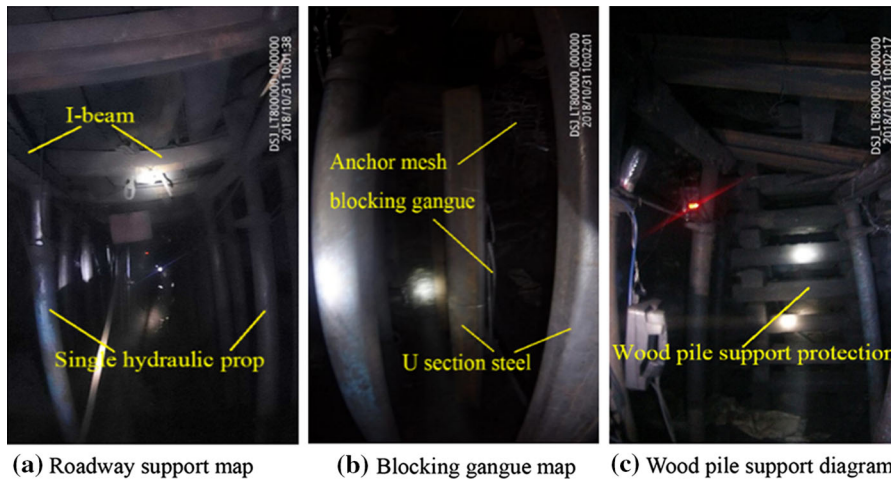 I-beam
Single hydraulic prop
DSJ_LT800000_000000
2018/10/31 10:01:38
(a) Roadway support map
Anchor mesh
blocking gangue
U section steel
DSJ_LT800000_000000
2018/10/31 10:02:01
(b) Blocking gangue map
Wood pile support protection
DSJ_LT800000_000000
2018/10/31 10:02:17
(c) Wood pile support diagram